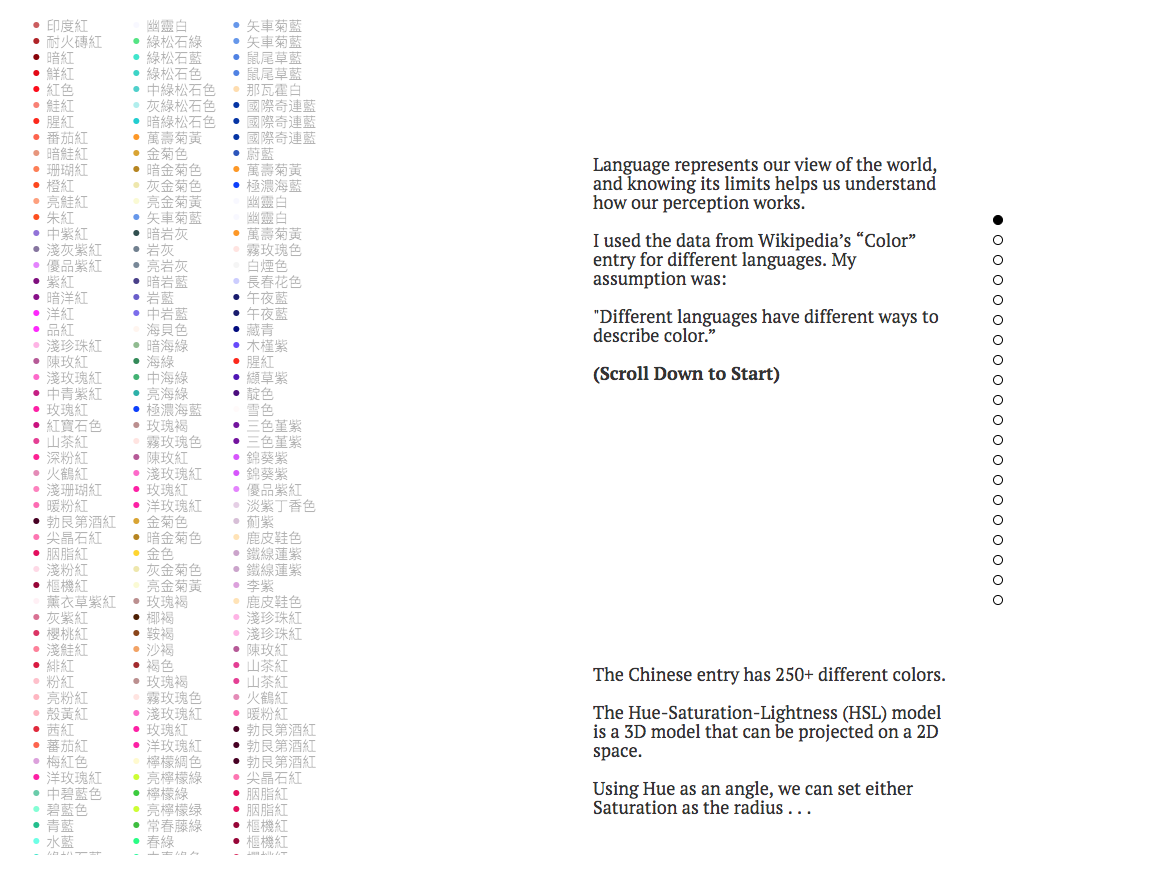 印度紅
耐火磚紅
暗紅
鮮紅
紅色
鮭紅
腥紅
番茄紅
暗鮭紅
珊瑚紅
橙紅
亮鮭紅
朱紅
中紫紅
淺灰紫紅
優品紫紅
紫紅
暗洋紅
洋紅
品紅
淺珍珠紅
陳玫紅
淺玫瑰紅
中青紫紅
玫瑰紅
紅寶石色
山茶紅
深粉紅
火鶴紅
淺珊瑚紅
暖粉紅
勃艮第酒紅
尖晶石紅
胭脂紅
淺粉紅
樞機紅
薰衣草紫紅
灰紫紅
櫻桃紅
淺鮭紅
緋紅
粉紅
亮粉紅
殼黃紅
茜紅
蕃茄紅
梅紅色
洋玫瑰紅
中碧藍色
碧藍色
青藍
水藍
幽靈白
綠松石綠
綠松石藍
綠松石色
中綠松石色
灰綠松石色
暗綠松石色
萬壽菊黃
金菊色
暗金菊色
灰金菊色
亮金菊黃
矢車菊藍
暗岩灰
岩灰
亮岩灰
暗岩藍
岩藍
中岩藍
海貝色
暗海綠
海綠
中海綠
亮海綠
極濃海藍
玫瑰褐
霧玫瑰色
陳玫紅
淺玫瑰紅
玫瑰紅
洋玫瑰紅
金菊色
暗金菊色
金色
灰金菊色
亮金菊黃
玫瑰褐
椰褐
鞍褐
沙褐
褐色
玫瑰褐
霧玫瑰色
淺玫瑰紅
玫瑰紅
洋玫瑰紅
檸檬綢色
亮檸檬綠
檸檬綠
亮檸檬绿
常春藤綠
春綠
矢車菊藍
矢車菊藍
鼠尾草藍
鼠尾草藍
那瓦霍白
國際奇連藍
國際奇連藍
國際奇連藍
蔚藍
萬壽菊黃
極濃海藍
幽靈白
幽靈白
萬壽菊黃
霧玫瑰色
白煙色
長春花色
午夜藍
午夜藍
藏青
木槿紫
腥紅
纈草紫
靛色
雪色
三色堇紫
三色堇紫
錦葵紫
錦葵紫
優品紫紅
淡紫丁香色
薊紫
鹿皮鞋色
鐵線蓮紫
鐵線蓮紫
李紫
鹿皮鞋色
淺珍珠紅
淺珍珠紅
陳玫紅
山茶紅
山茶紅
火鶴紅
暖粉紅
勃艮第酒紅
勃艮第酒紅
勃艮第酒紅
尖晶石紅
胭脂紅
胭脂紅
樞機紅
樞機紅
Language represents our view of the world,
and knowing its limits helps us understand
how our perception works.
I used the data from Wikipedia’s “Color”
entry for different languages. My
assumption was:
"Different languages have different ways to
describe color.”
(Scroll Down to Start)
The Chinese entry has 250+ different colors.
The Hue-Saturation-Lightness (HSL) model
is a 3D model that can be projected on a 2D
space.
Using Hue as an angle, we can set either
Saturation as the radius . . .